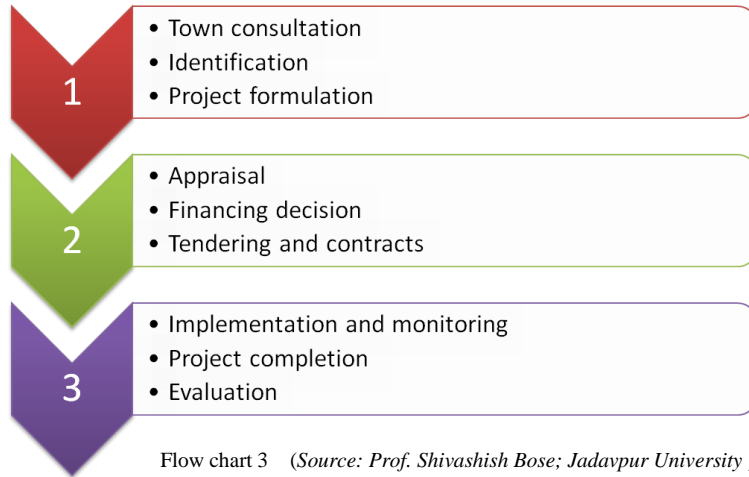 1
• Town consultation
• Identification
• Project formulation
2
• Appraisal
• Financing decision
• Tendering and contracts
3
• Implementation and monitoring
• Project completion
• Evaluation
Flow chart 3 (Source: Prof. Shivashish Bose; Jadavpur University